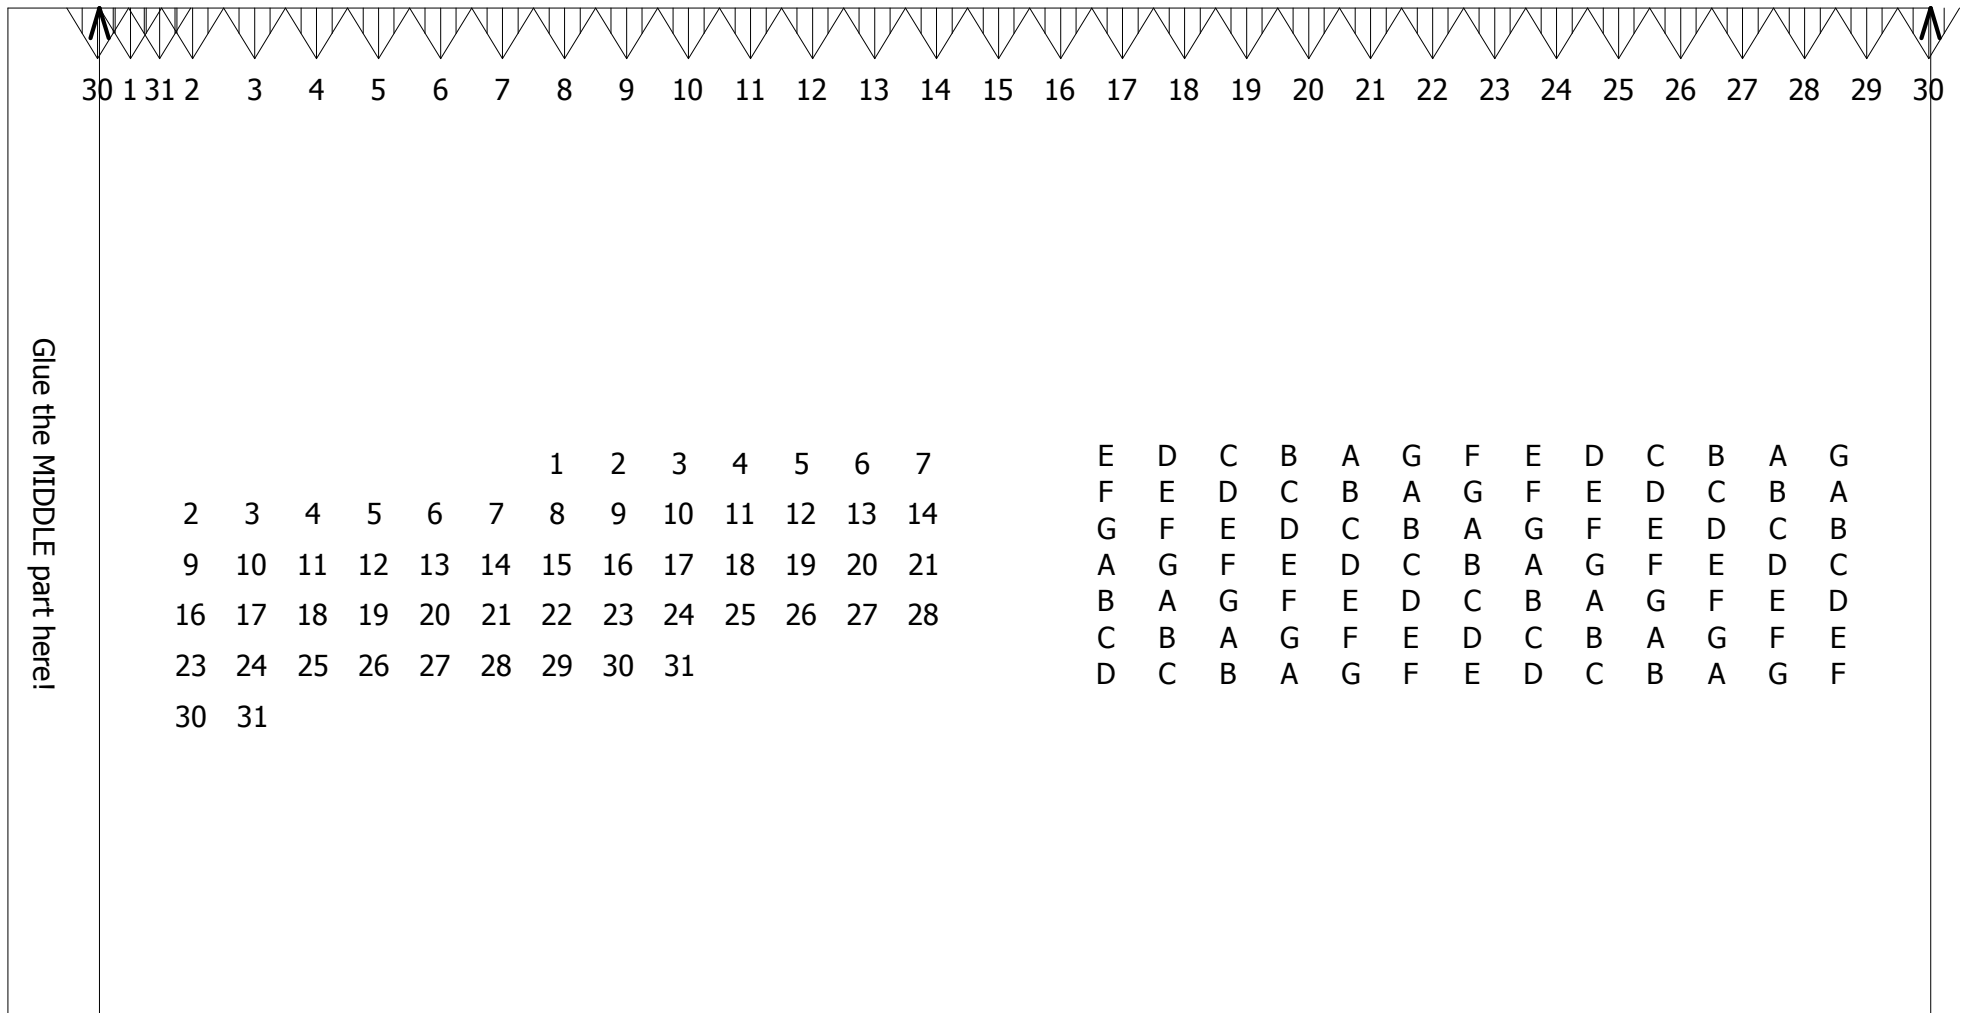 30 1 31 2 3 4 5 6 7 8 9 10 11 12 13 14 15 16 17 18 19 20 21 22 23 24 25 26 27 28 29 30
Glue the MIDDLE part here!
1 2 3 4 5 6 7
2 3 4 5 6 7 8 9 10 11 12 13 14
9 10 11 12 13 14 15 16 17 18 19 20 21
16 17 18 19 20 21 22 23 24 25 26 27 28
23 24 25 26 27 28 29 30 31
30 31
E D C B A G F E D C B A G
F E D C B A G F E D C B A
G F E D C B A G F E D C B
A G F E D C B A G F E D C
B A G F E D C B A G F E D
C B A G F E D C B A G F E
D C B A G F E D C B A G F